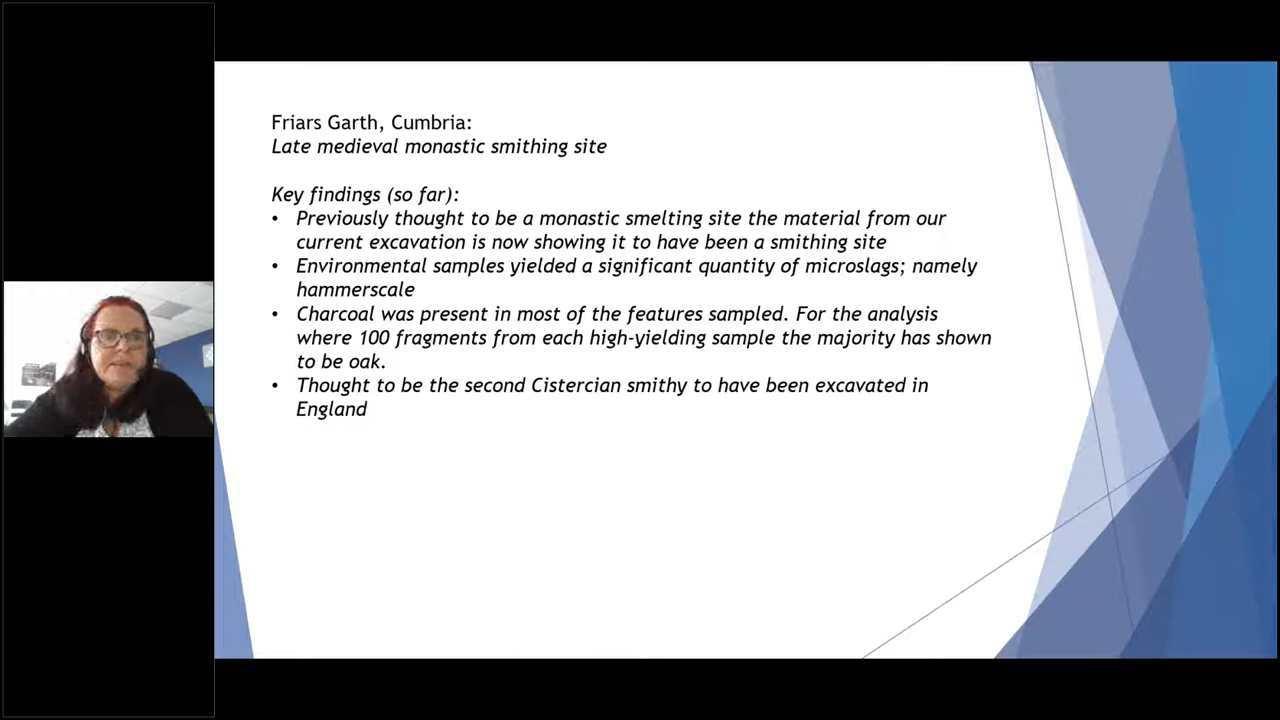 Friars Garth, Cumbria:
Late medieval monastic smithing site
Key findings (so far):
• Previously thought to be a monastic smelting site the material from our
current excavation is now showing it to have been a smithing site
• Environmental samples yielded a significant quantity of microslags; namely
hammerscale
• Charcoal was present in most of the features sampled. For the analysis
where 100 fragments from each high-yielding sample the majority has shown
to be oak.
• Thought to be the second Cistercian smithy to have been excavated in
England